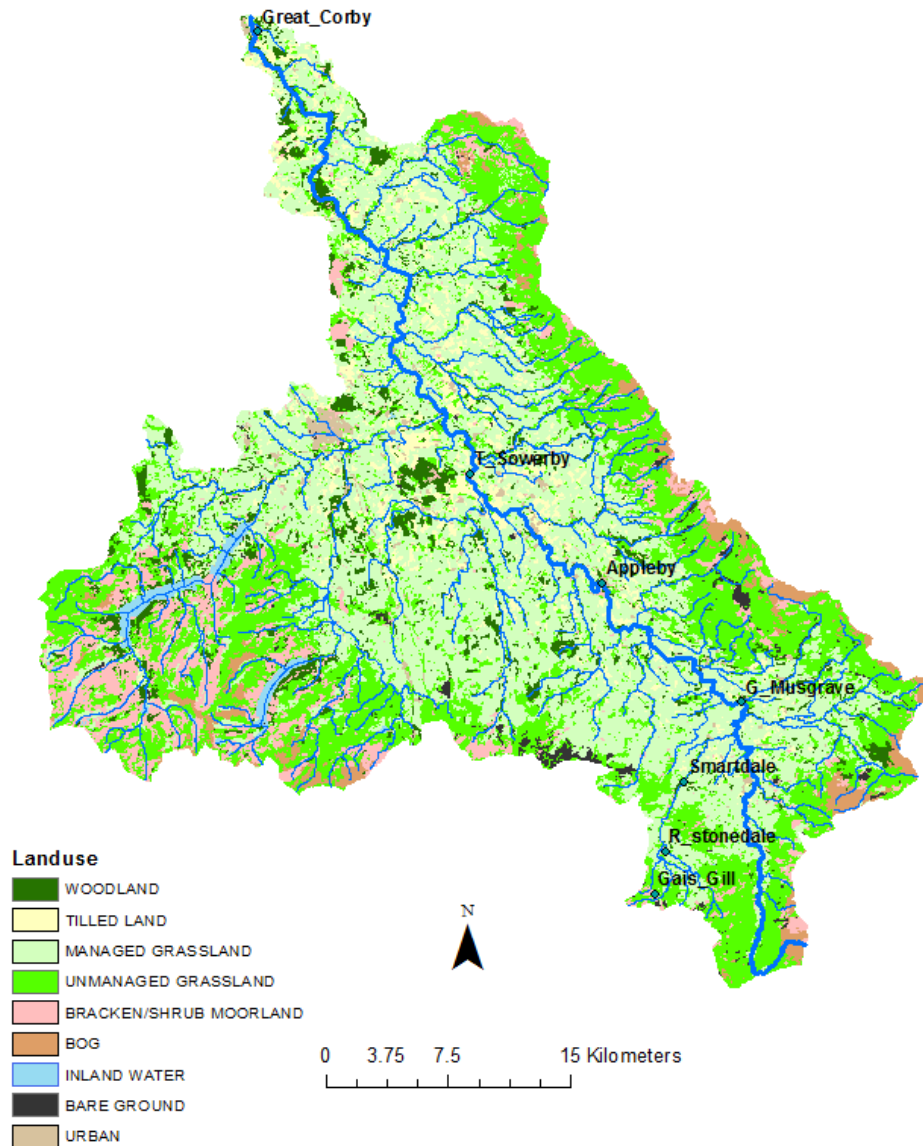 Great_Corby
T_Sowerby
Appleby
G_Musgrave
Smartdale
R_stonedale
Gais_Gill
Landuse
WOODLAND
TILLED LAND
MANAGED GRASSLAND
UNMANAGED GRASSLAND
BRACKEN/SHRUB MOORLAND
BOG
INLAND WATER
BARE GROUND
URBAN
N
0 3.75 7.5 15 Kilometers